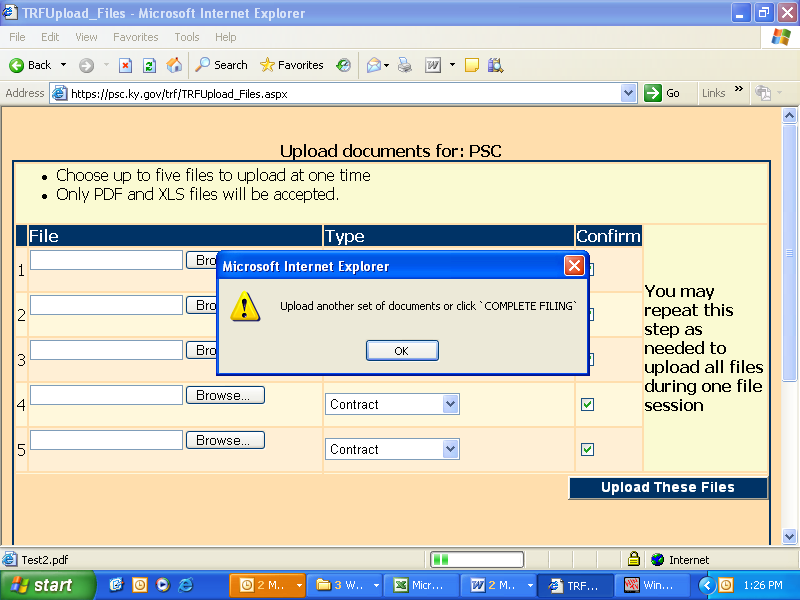 TRFUpload_Files - Microsoft Internet Explorer
File Edit View Favorites Tools Help
Back Search Favorites
Address https://psc.ky.gov/trf/TRFUpload_Files.aspx Go Links »
Upload documents for: PSC
• Choose up to five files to upload at one time
• Only PDF and XLS files will be accepted.
File Type Confirm
1 Bro
2 Bro
3 Bro
4 Browse... Contract
5 Browse... Contract
You may
repeat this
step as
needed to
upload all files
during one file
session
Microsoft Internet Explorer
Upload another set of documents or click `COMPLETE FILING`
OK
Upload These Files
Test2.pdf Internet
start 2 M... 3 W... Micr... 2 M... TRF... Win... 1:26 PM